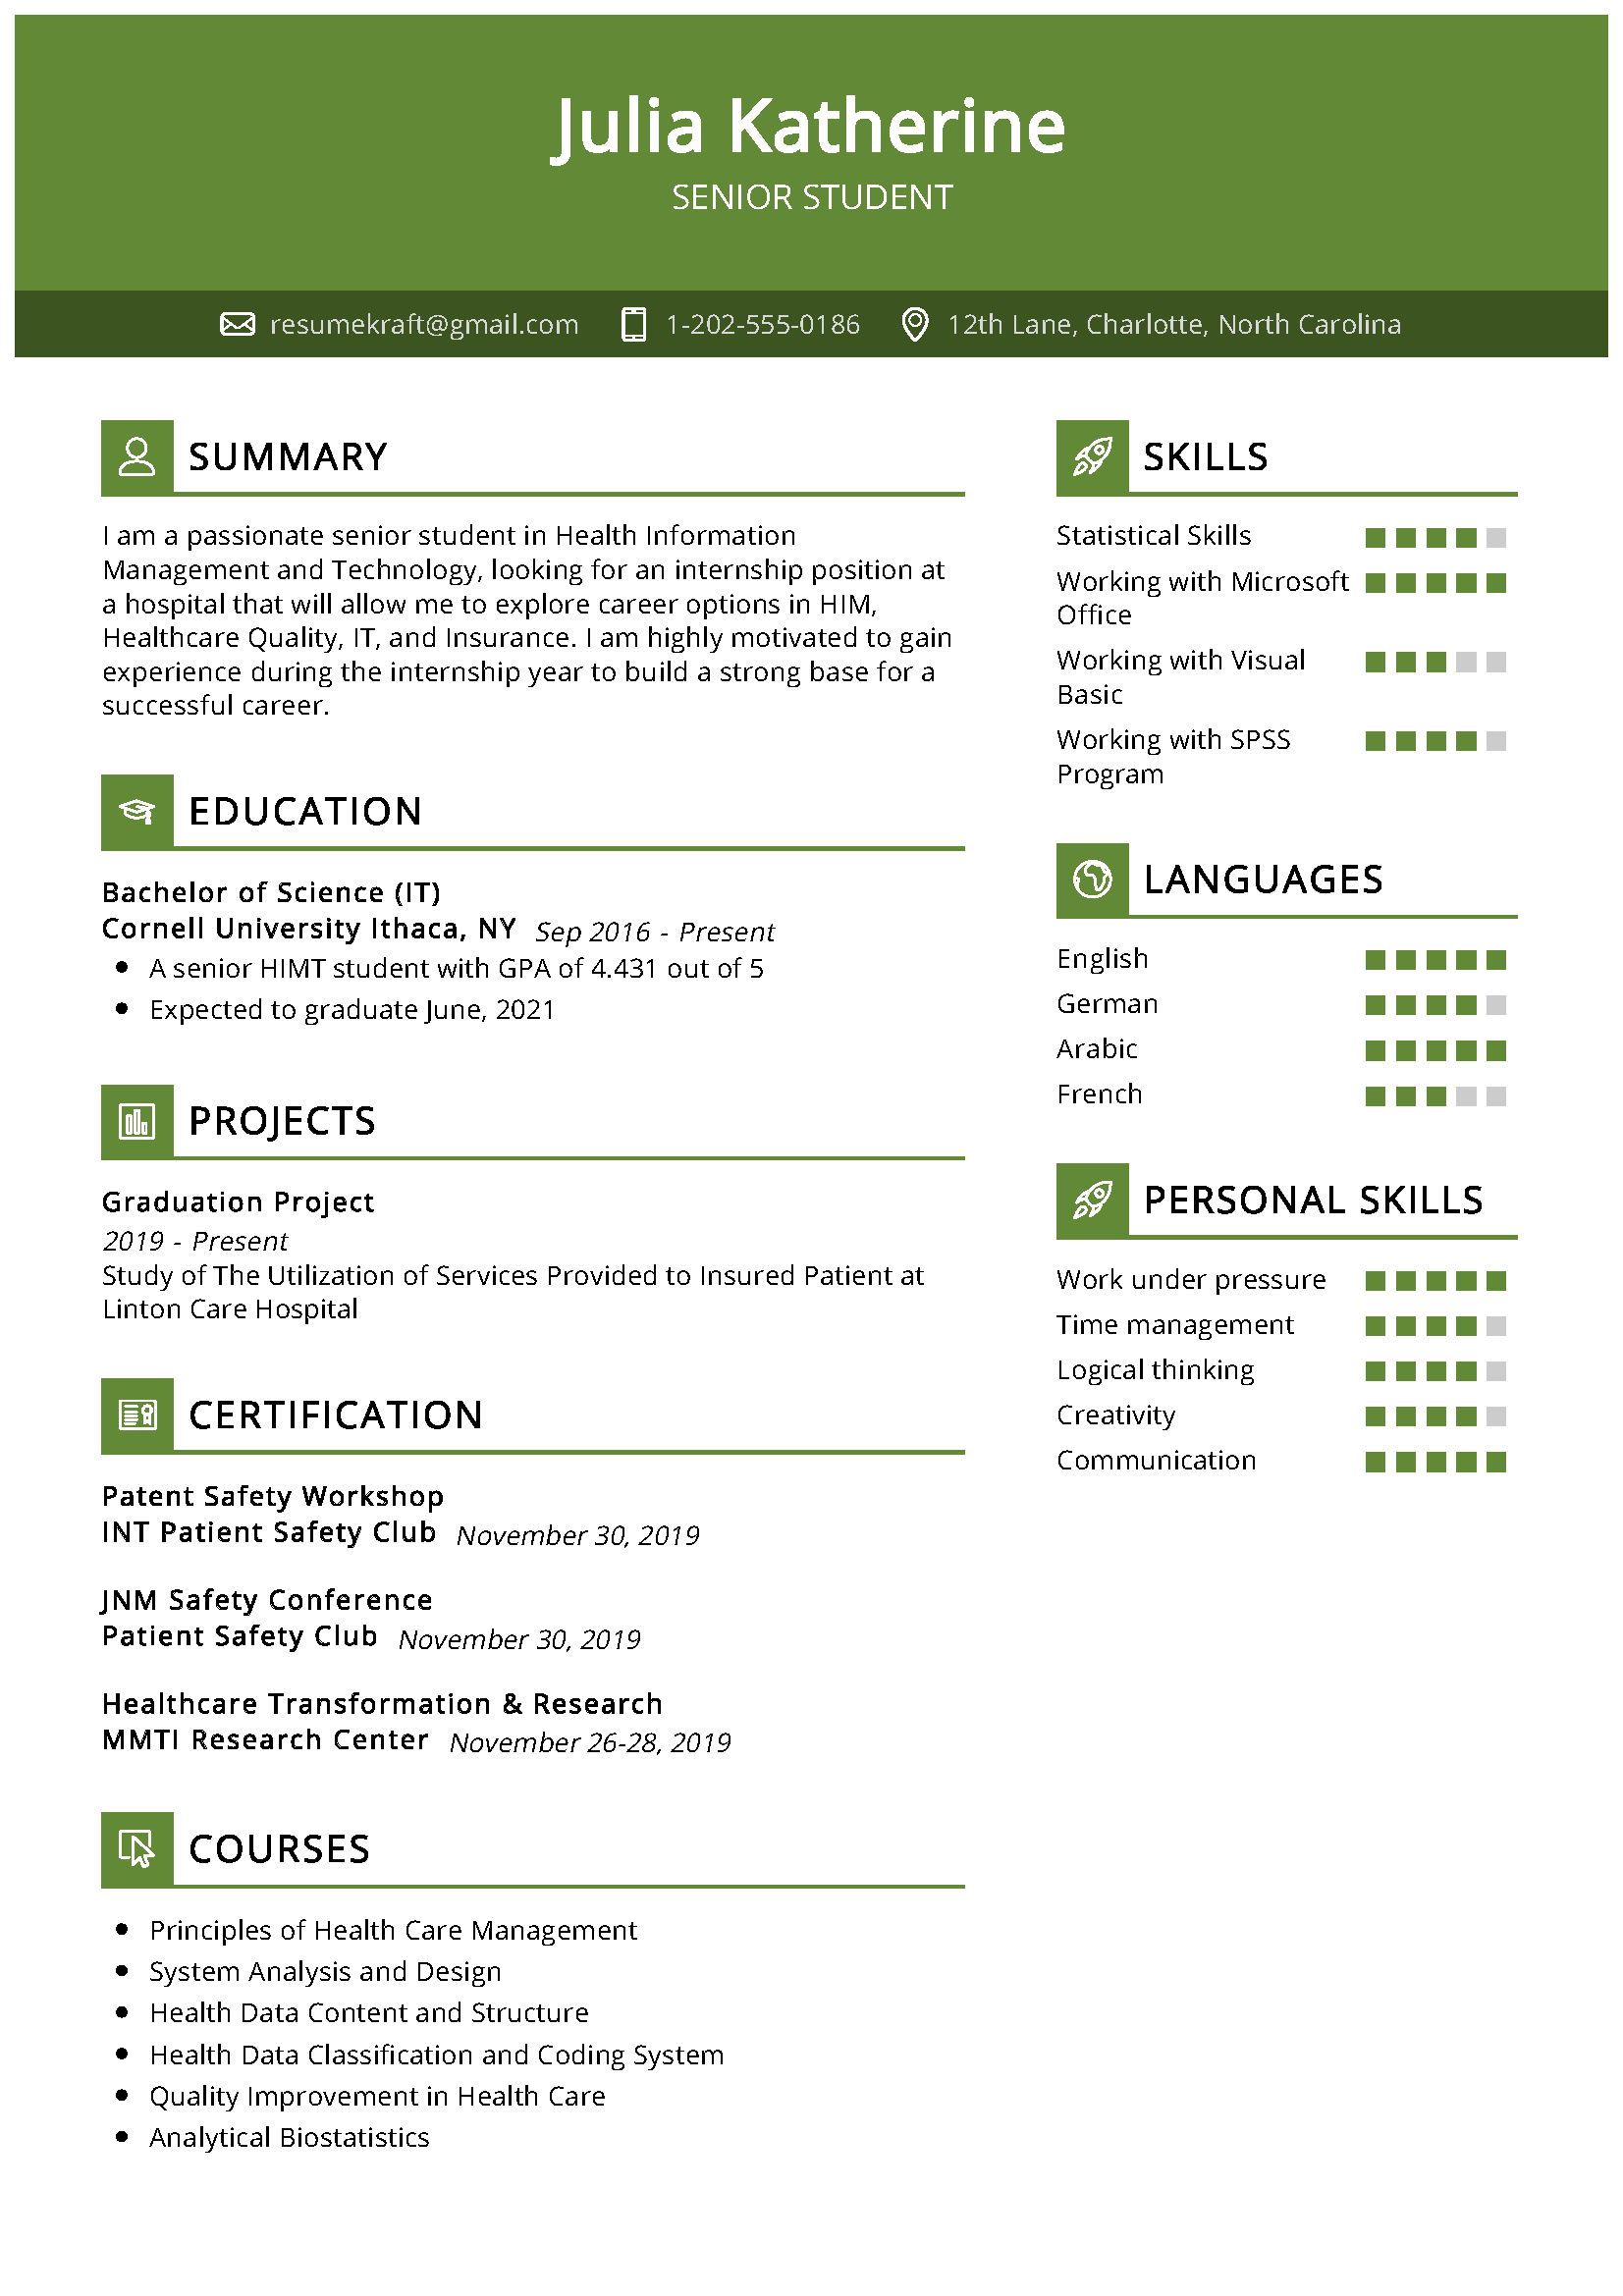 Julia Katherine
SENIOR STUDENT
resumekraft@gmail.com 1-202-555-0186 12th Lane, Charlotte, North Carolina
SUMMARY
I am a passionate senior student in Health Information
Management and Technology, looking for an internship position at
a hospital that will allow me to explore career options in HIM,
Healthcare Quality, IT, and Insurance. I am highly motivated to gain
experience during the internship year to build a strong base for a
successful career.
EDUCATION
Bachelor of Science (IT)
Cornell University Ithaca, NY Sep 2016 - Present
• A senior HIMT student with GPA of 4.431 out of 5
• Expected to graduate June, 2021
PROJECTS
Graduation Project
2019 - Present
Study of The Utilization of Services Provided to Insured Patient at
Linton Care Hospital
CERTIFICATION
Patent Safety Workshop
INT Patient Safety Club November 30, 2019
JNM Safety Conference
Patient Safety Club November 30, 2019
Healthcare Transformation & Research
MMTI Research Center November 26-28, 2019
COURSES
• Principles of Health Care Management
• System Analysis and Design
• Health Data Content and Structure
• Health Data Classification and Coding System
• Quality Improvement in Health Care
• Analytical Biostatistics
SKILLS
Statistical Skills
Working with Microsoft
Office
Working with Visual
Basic
Working with SPSS
Program
LANGUAGES
English
German
Arabic
French
PERSONAL SKILLS
Work under pressure
Time management
Logical thinking
Creativity
Communication